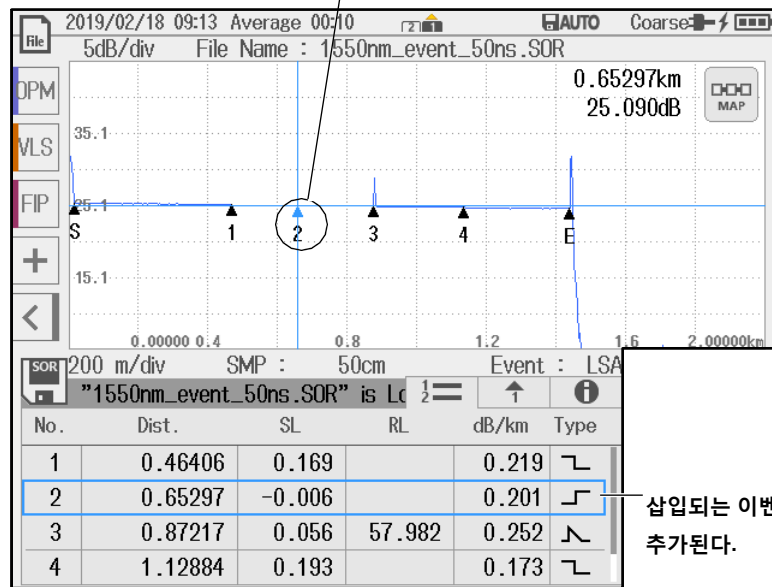 2019/02/18 09:13 Average 00:10 2 1 AUTO Coarse
File
5dB/div File Name : 1550nm_event_50ns.SOR
OPM
VLS
FIP
0.65297km
25.090dB
MAP
35.1
25.1
15.1
S 1 2 3 4 E
0.00000 0.4 0.8 1.2 1.6 2.00000km
200 m/div SMP : 50cm Event : LSA
SOR
"1550nm_event_50ns.SOR" is
1 2
1
No. Dist. SL RL dB/km Type
1 0.46406 0.169 0.219
2 0.65297 -0.006 0.201
3 0.87217 0.056 57.982 0.252
4 1.12884 0.193 0.173
삽입되는
추가된다.